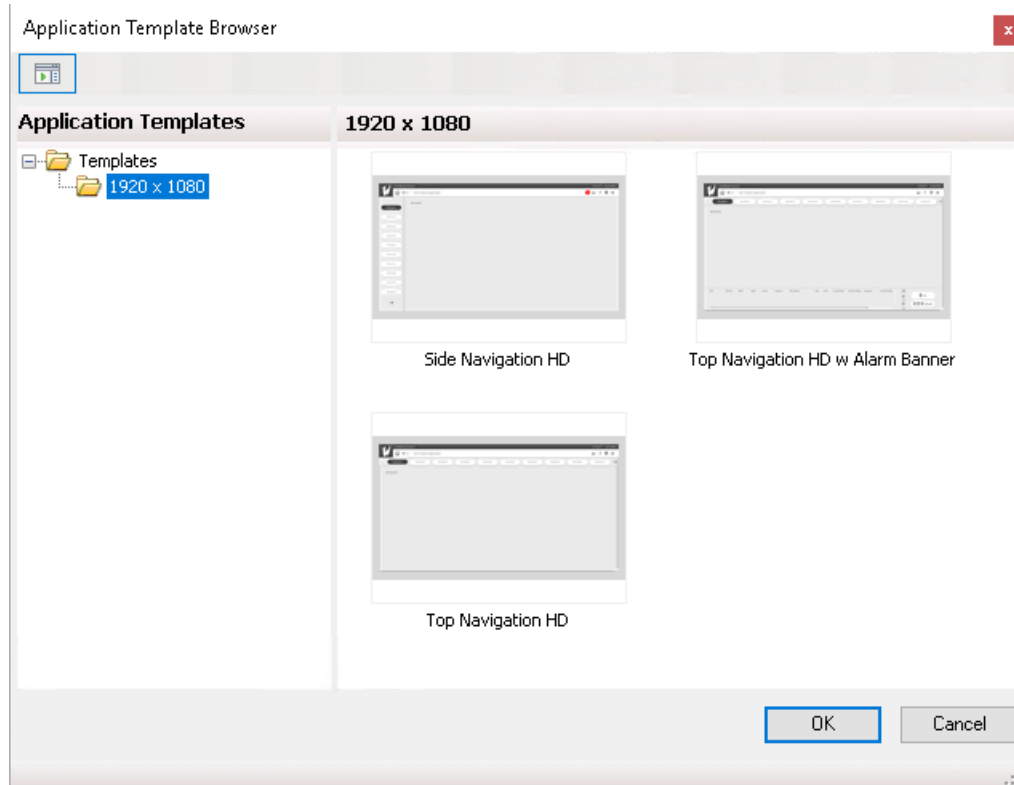 Application Template Browser
x
Application Templates
1920 x 1080
Templates
1920 x 1080
Side Navigation HD
Top Navigation HD w Alarm Banner
Top Navigation HD
OK
Cancel